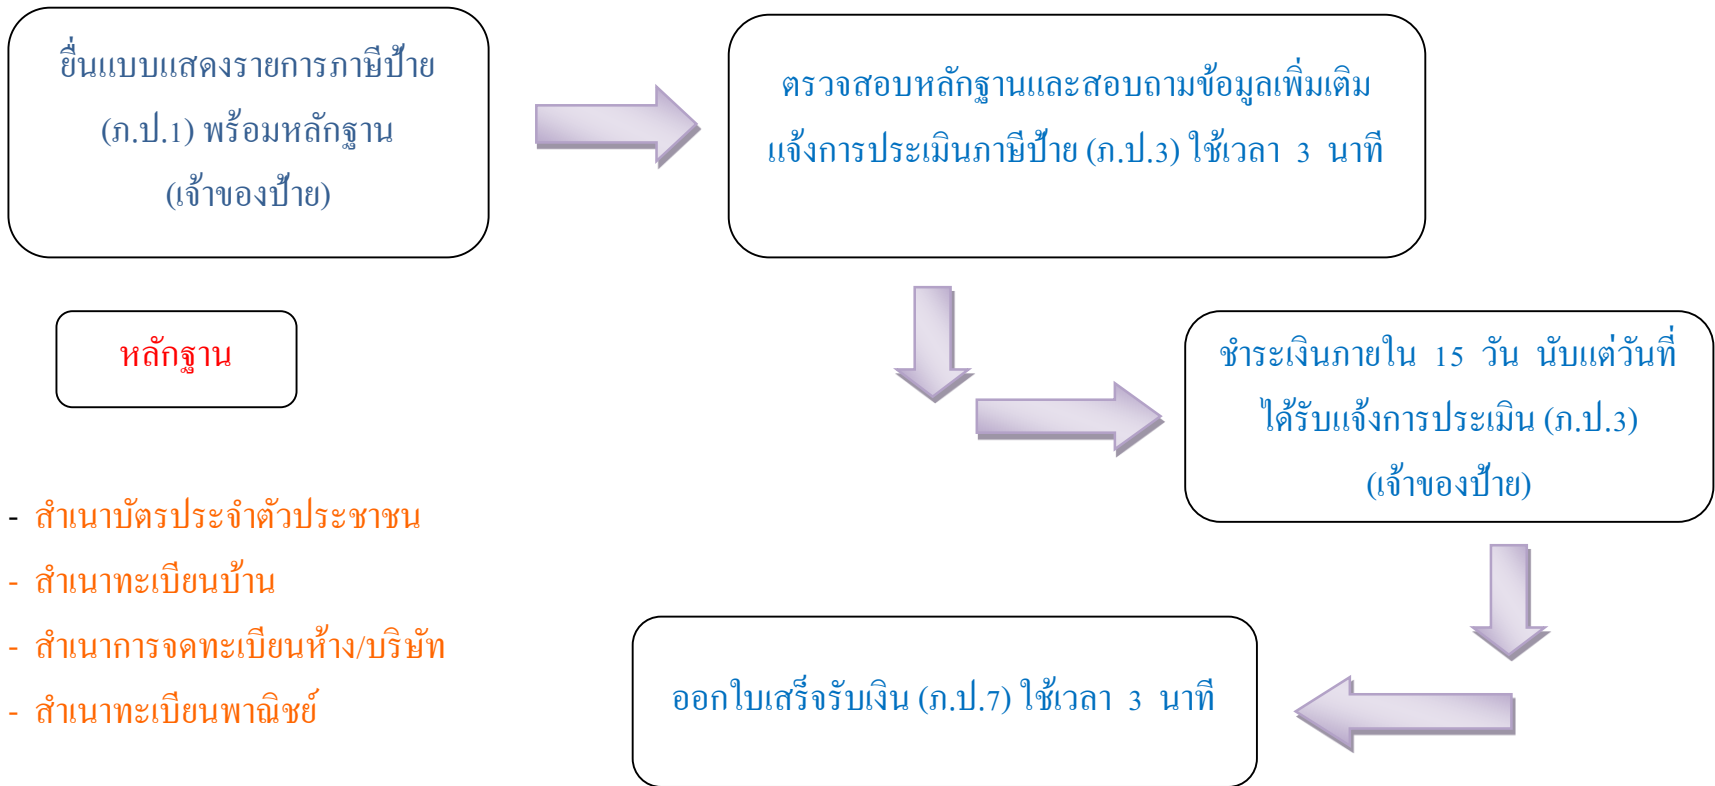 ยื่นแบบแสดงรายการภาษีป้าย
(ภ.ป.1) พร้อมหลักฐาน
(เจ้าของป้าย)
ตรวจสอบหลักฐานและสอบถามข้อมูลเพิ่มเติม
แจ้งการประเมินภาษีป้าย (ภ.ป.3) ใช้เวลา 3 นาที
หลักฐาน
ชำระเงินภายใน 15 วัน นับแต่วันที่
ได้รับแจ้งการประเมิน (ภ.ป.3)
(เจ้าของป้าย)
- สำเนาบัตรประจำตัวประชาชน
- สำเนาทะเบียนบ้าน
- สำเนาการจดทะเบียนห้าง/บริษัท
- สำเนาทะเบียนพาณิชย์
ออกใบเสร็จรับเงิน (ภ.ป.7) ใช้เวลา 3 นาที